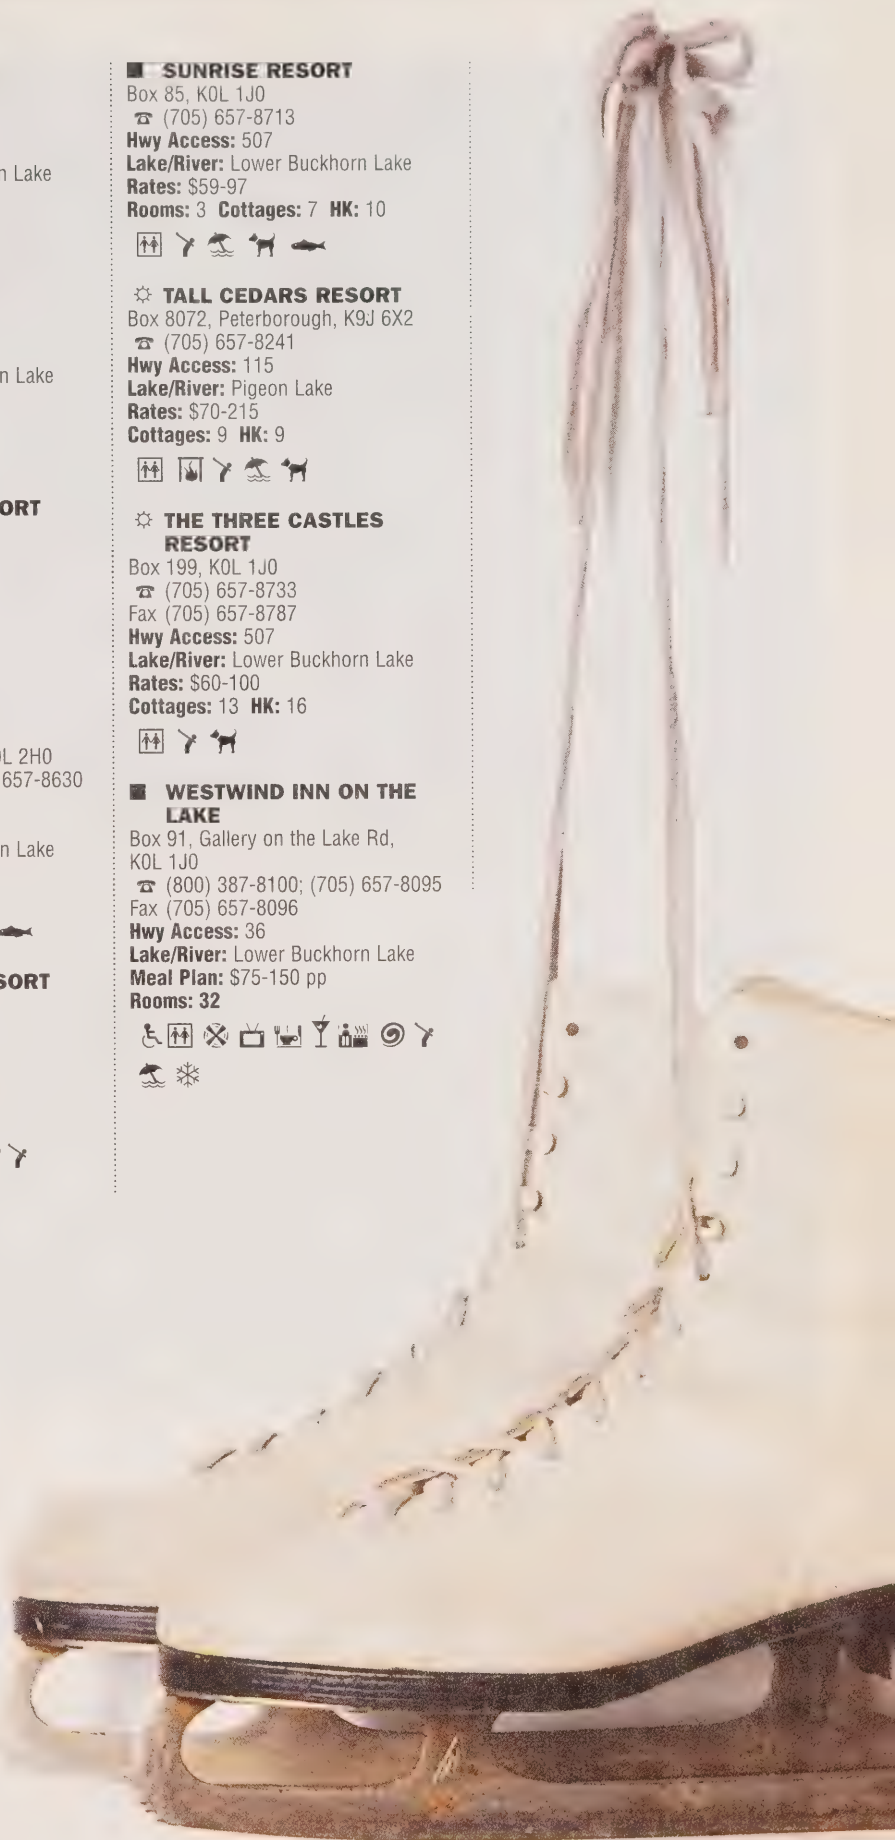 n Lake
n Lake
ORT
0L 2H0
657-8630
n Lake
SORT
SUNRISE RESORT
Box 85, K0L 1J0
(705) 657-8713
Hwy Access: 507
Lake/River: Lower Buckhorn Lake
Rates: $59-97
Rooms: 3 Cottages: 7 HK: 10
TALL CEDARS RESORT
Box 8072, Peterborough, K9J 6X2
(705) 657-8241
Hwy Access: 115
Lake/River: Pigeon Lake
Rates: $70-215
Cottages: 9 HK: 9
THE THREE CASTLES
RESORT
Box 199, K0L 1J0
(705) 657-8733
Fax (705) 657-8787
Hwy Access: 507
Lake/River: Lower Buckhorn Lake
Rates: $60-100
Cottages: 13 HK: 16
WESTWIND INN ON THE
LAKE
Box 91, Gallery on the Lake Rd,
K0L 1J0
(800) 387-8100; (705) 657-8095
Fax (705) 657-8096
Hwy Access: 36
Lake/River: Lower Buckhorn Lake
Meal Plan: $75-150 pp
Rooms: 32